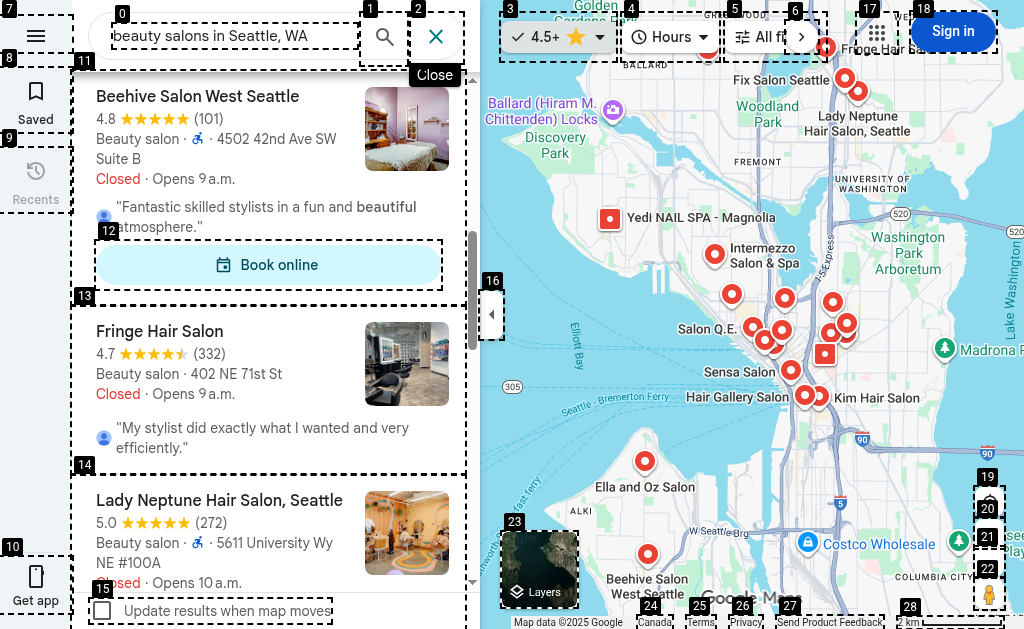 beauty salons in Seattle, WA
Close
Saved
Recents
Get app
Beehive Salon West Seattle
4.8 (101)
Beauty salon · 4502 42nd Ave SW
Suite B
Closed · Opens 9 a.m.
"Fantastic skilled stylists in a fun and beautiful
atmosphere."
Book online
Fringe Hair Salon
4.7 (332)
Beauty salon · 402 NE 71st St
Closed · Opens 9 a.m.
"My stylist did exactly what I wanted and very
efficiently."
Lady Neptune Hair Salon, Seattle
5.0 (272)
Beauty salon · 5611 University Wy
NE #100A
Closed · Opens 10 a.m.
Update results when map moves
4.5+
Hours
All fi
Sign in
Golden
Gardens Park
BALLARD
Fringe Hair Sa
Fix Salon Seattle
Ballard (Hiram M.
Chittenden) Locks
Woodland
Park
Lady Neptune
Hair Salon, Seattle
Discovery
Park
FREMONT
UNIVERSITY OF
WASHINGTON
520
520
Yedi NAIL SPA - Magnolia
Washington
Park
Arboretum
Intermezzo
Salon & Spa
I-5 Express
Lake Washington
Salon Q.E.
Elliott Bay
Madrona P
Sensa Salon
305
Seattle - Bremerton Ferry
Hair Gallery Salon
Kim Hair Salon
90
90
Ella and Oz Salon
5
ALKI
W Seattle Brg
Costco Wholesale
Beehive Salon
West Seattle
COLUMBIA CITY
Layers
Google Maps
Map data ©2025 Google
Canada
Terms
Privacy
Send Product Feedback
2 km
0
1
2
3
4
5
6
7
8
9
10
11
12
13
14
15
16
17
18
19
20
21
22
23
24
25
26
27
28